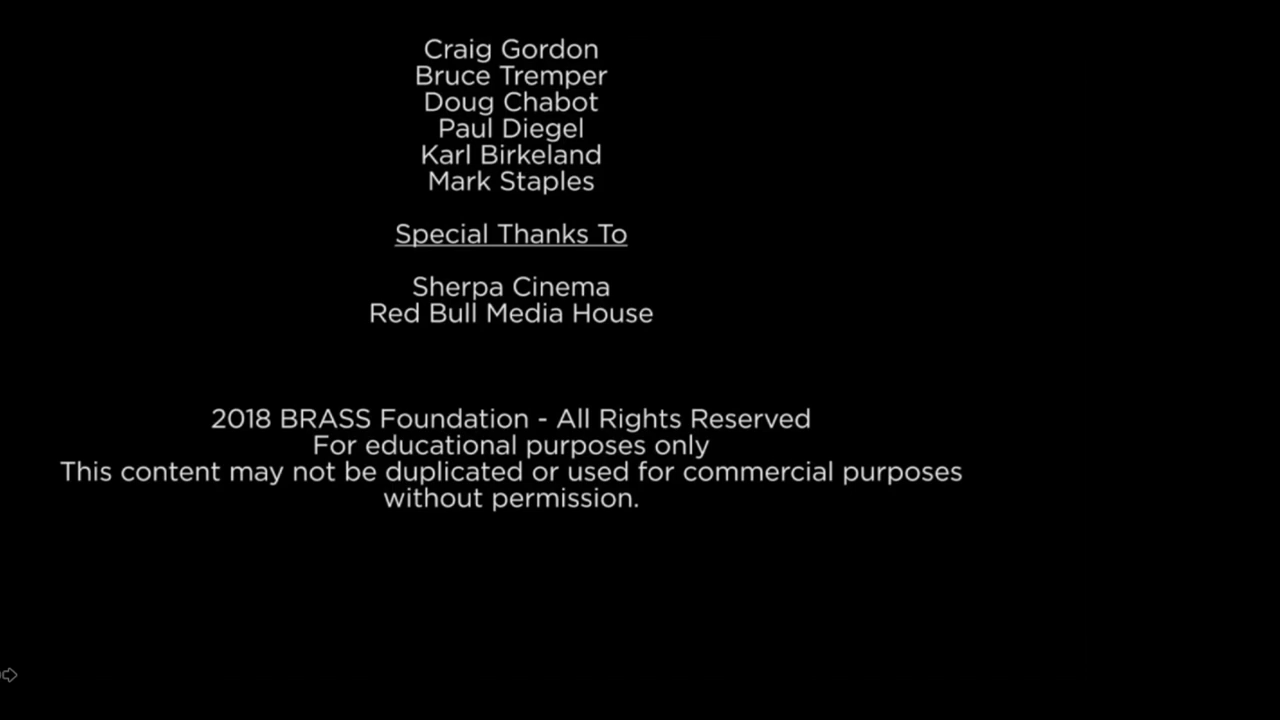 Craig Gordon
Bruce Tremper
Doug Chabot
Paul Diegel
Karl Birkeland
Mark Staples
Special Thanks To
Sherpa Cinema
Red Bull Media House
2018 BRASS Foundation - All Rights Reserved
For educational purposes only
This content may not be duplicated or used for commercial purposes
without permission.